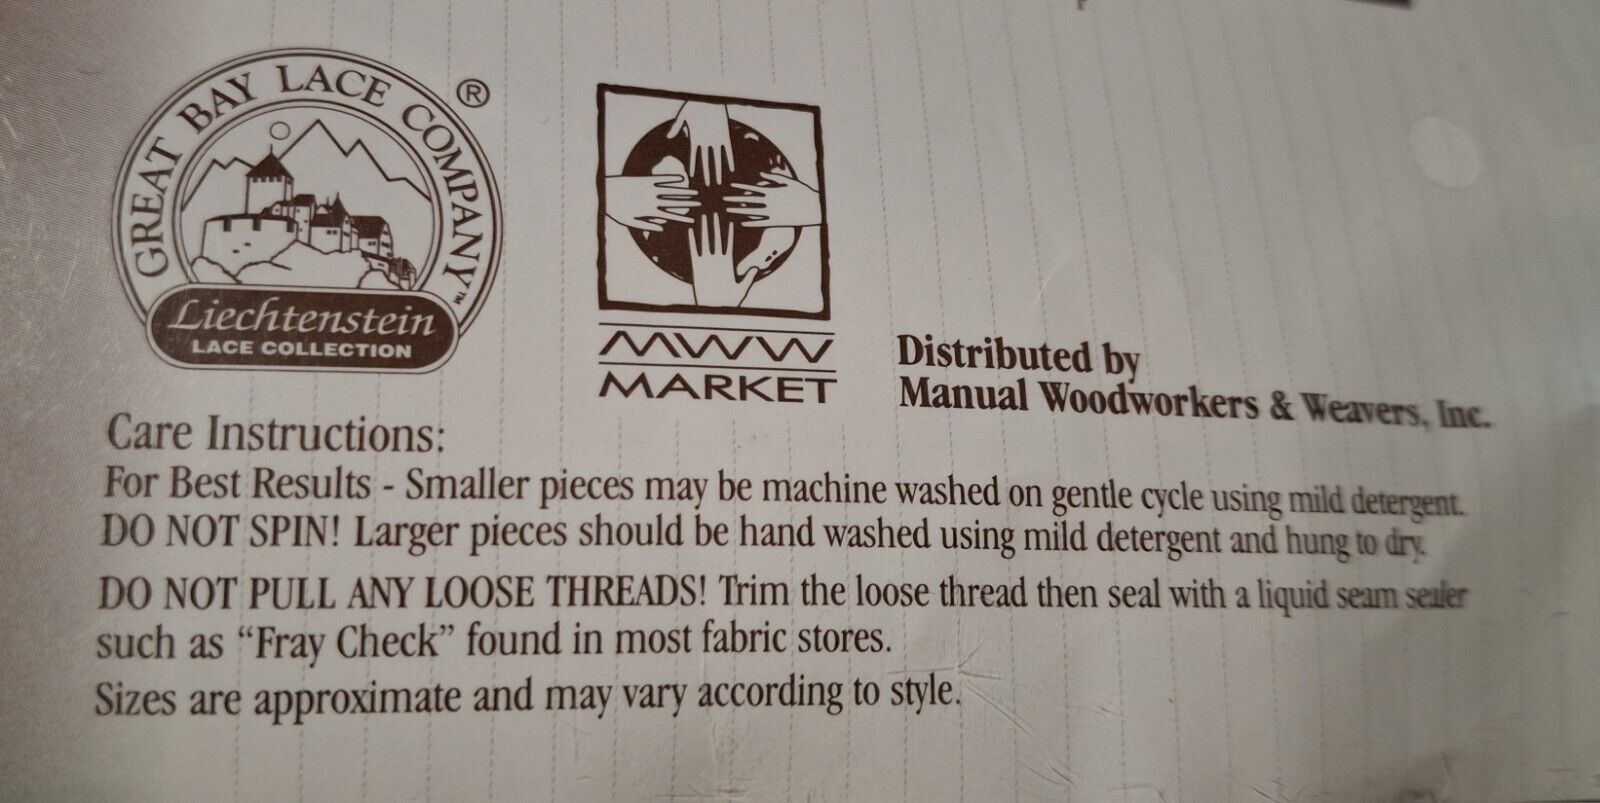 GREAT BAY LACE COMPANY™
®
Liechtenstein
LACE COLLECTION
MWW
MARKET
Distributed by
Manual Woodworkers & Weavers, Inc.
Care Instructions:
For Best Results - Smaller pieces may be machine washed on gentle cycle using mild detergent.
DO NOT SPIN! Larger pieces should be hand washed using mild detergent and hung to dry.
DO NOT PULL ANY LOOSE THREADS! Trim the loose thread then seal with a liquid seam sealer
such as “Fray Check” found in most fabric stores.
Sizes are approximate and may vary according to style.